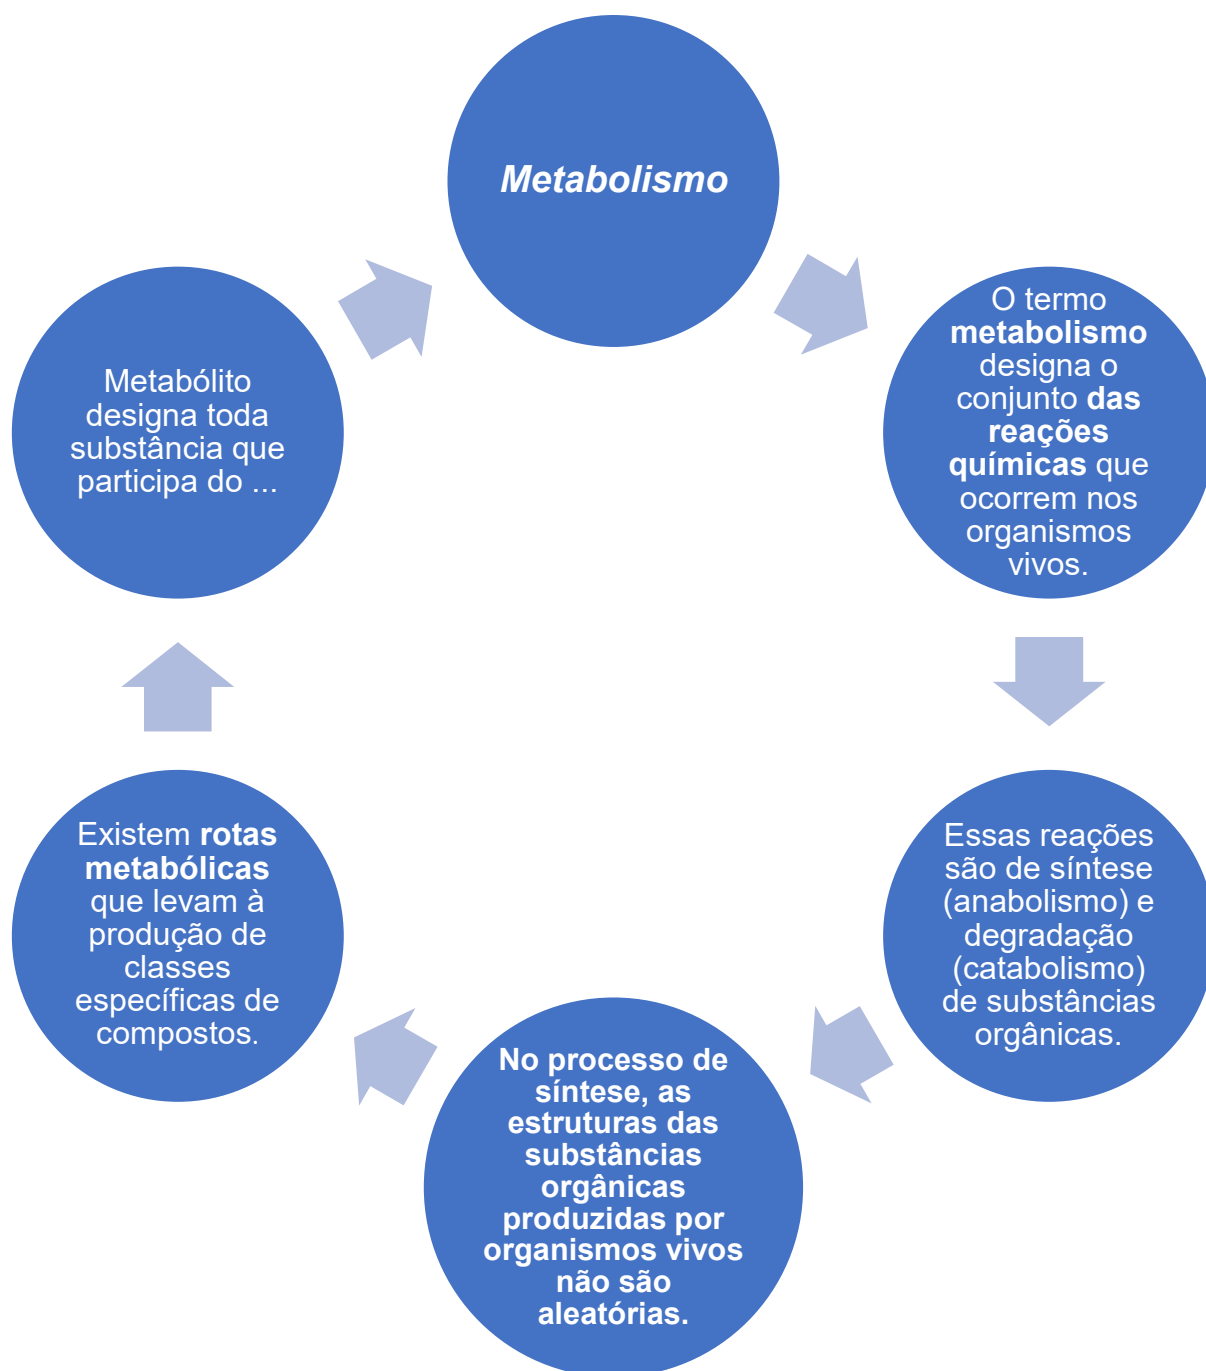 Metabolismo
O termo
metabolismo
designa o
conjunto das
reações
químicas que
ocorrem nos
organismos
vivos.
Essas reações
são de síntese
(anabolismo) e
degradação
(catabolismo)
de substâncias
orgânicas.
No processo de
síntese, as
estruturas das
substâncias
orgânicas
produzidas por
organismos vivos
não são
aleatórias.
Existem rotas
metabólicas
que levam à
produção de
classes
específicas de
compostos.
Metabólito
designa toda
substância que
participa do ...